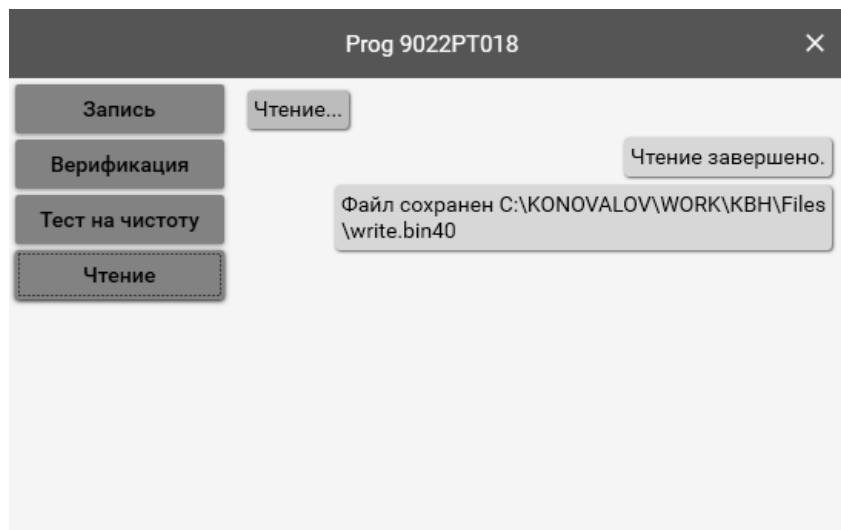 Prog 9022PT018
Запись
Верификация
Тест на чистоту
Чтение
Чтение...
Чтение завершено.
Файл сохранен C:\KONOVALOV\WORK\KBH\Files
\write.bin40